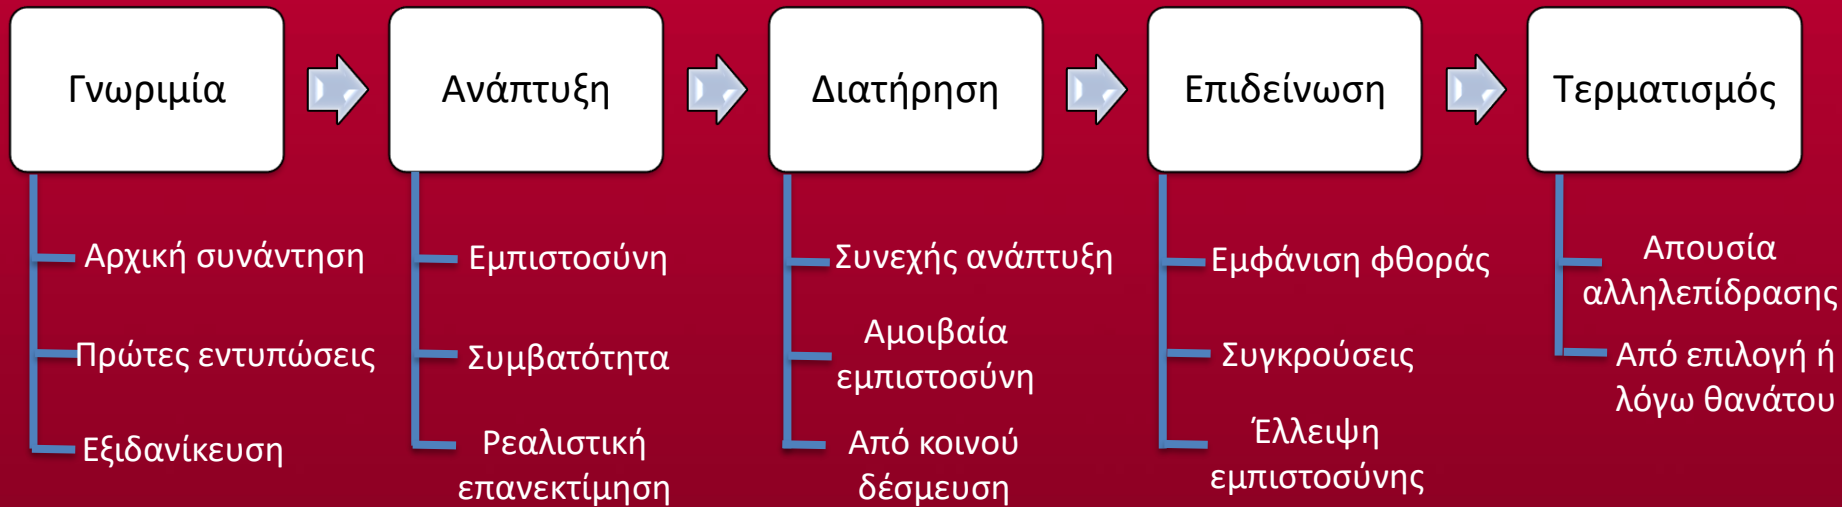 Γνωριμία
Αρχική συνάντηση
Πρώτες εντυπώσεις
Εξιδανίκευση
Ανάπτυξη
Εμπιστοσύνη
Συμβατότητα
Ρεαλιστική
επανεκτίμηση
Διατήρηση
Συνεχής ανάπτυξη
Αμοιβαία
εμπιστοσύνη
Από κοινού
δέσμευση
Επιδείνωση
Εμφάνιση φθοράς
Συγκρούσεις
Έλλειψη
εμπιστοσύνης
Τερματισμός
Απουσία
αλληλεπίδρασης
Από επιλογή ή
λόγω θανάτου